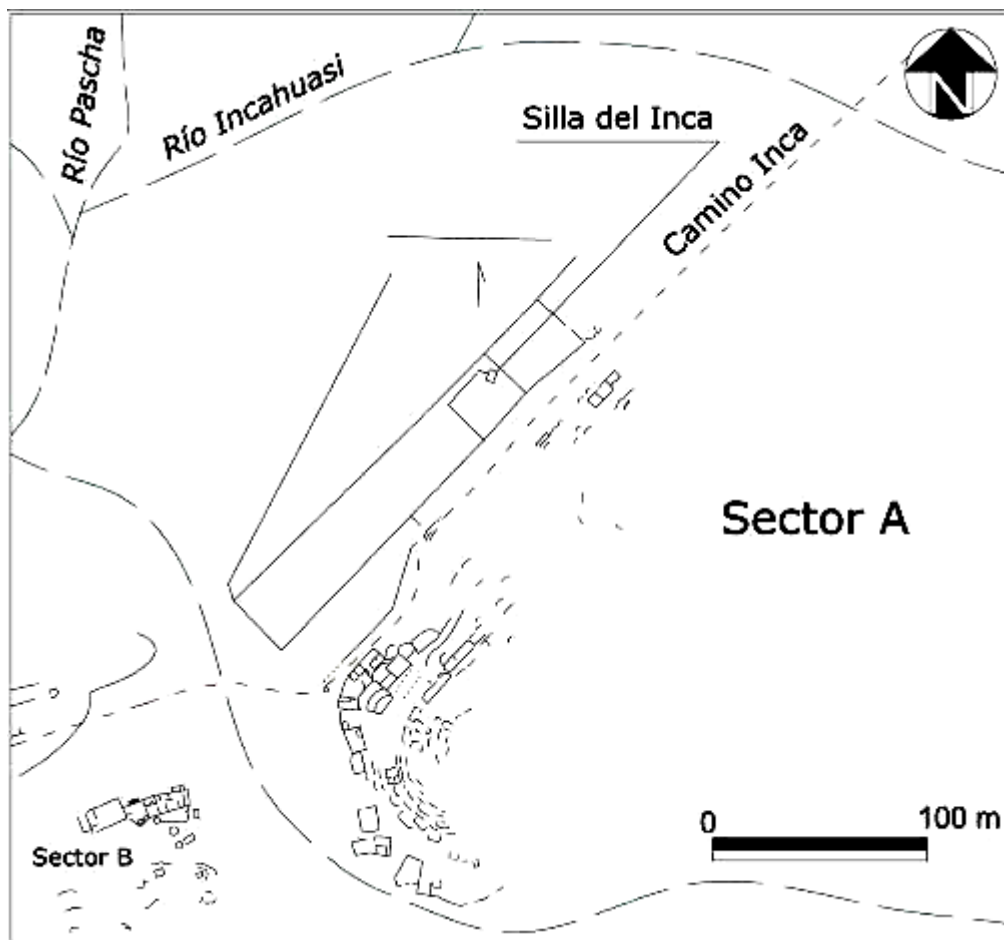 Río Pascha
Río Incahuasi
Silla del Inca
Camino Inca
N
Sector A
0 100 m
Sector B